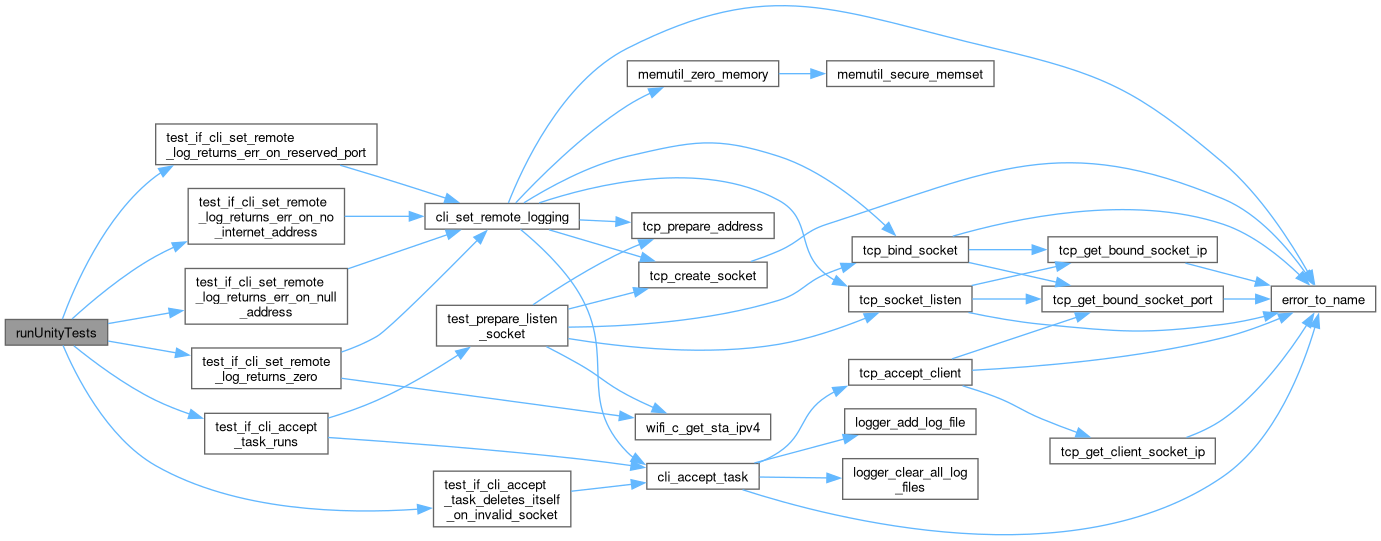 runUnityTests
test_if_cli_set_remote
_log_returns_err_on_reserved_port
test_if_cli_set_remote
_log_returns_err_on_no
_internet_address
test_if_cli_set_remote
_log_returns_err_on_null
_address
test_if_cli_set_remote
_log_returns_zero
test_if_cli_accept
_task_runs
test_if_cli_accept
_task_deletes_itself
_on_invalid_socket
cli_set_remote_logging
test_prepare_listen
_socket
memutil_zero_memory
memutil_secure_memset
tcp_prepare_address
tcp_create_socket
wifi_c_get_sta_ipv4
cli_accept_task
tcp_bind_socket
tcp_socket_listen
tcp_accept_client
logger_add_log_file
logger_clear_all_log
_files
tcp_get_bound_socket_ip
tcp_get_bound_socket_port
tcp_get_client_socket_ip
error_to_name